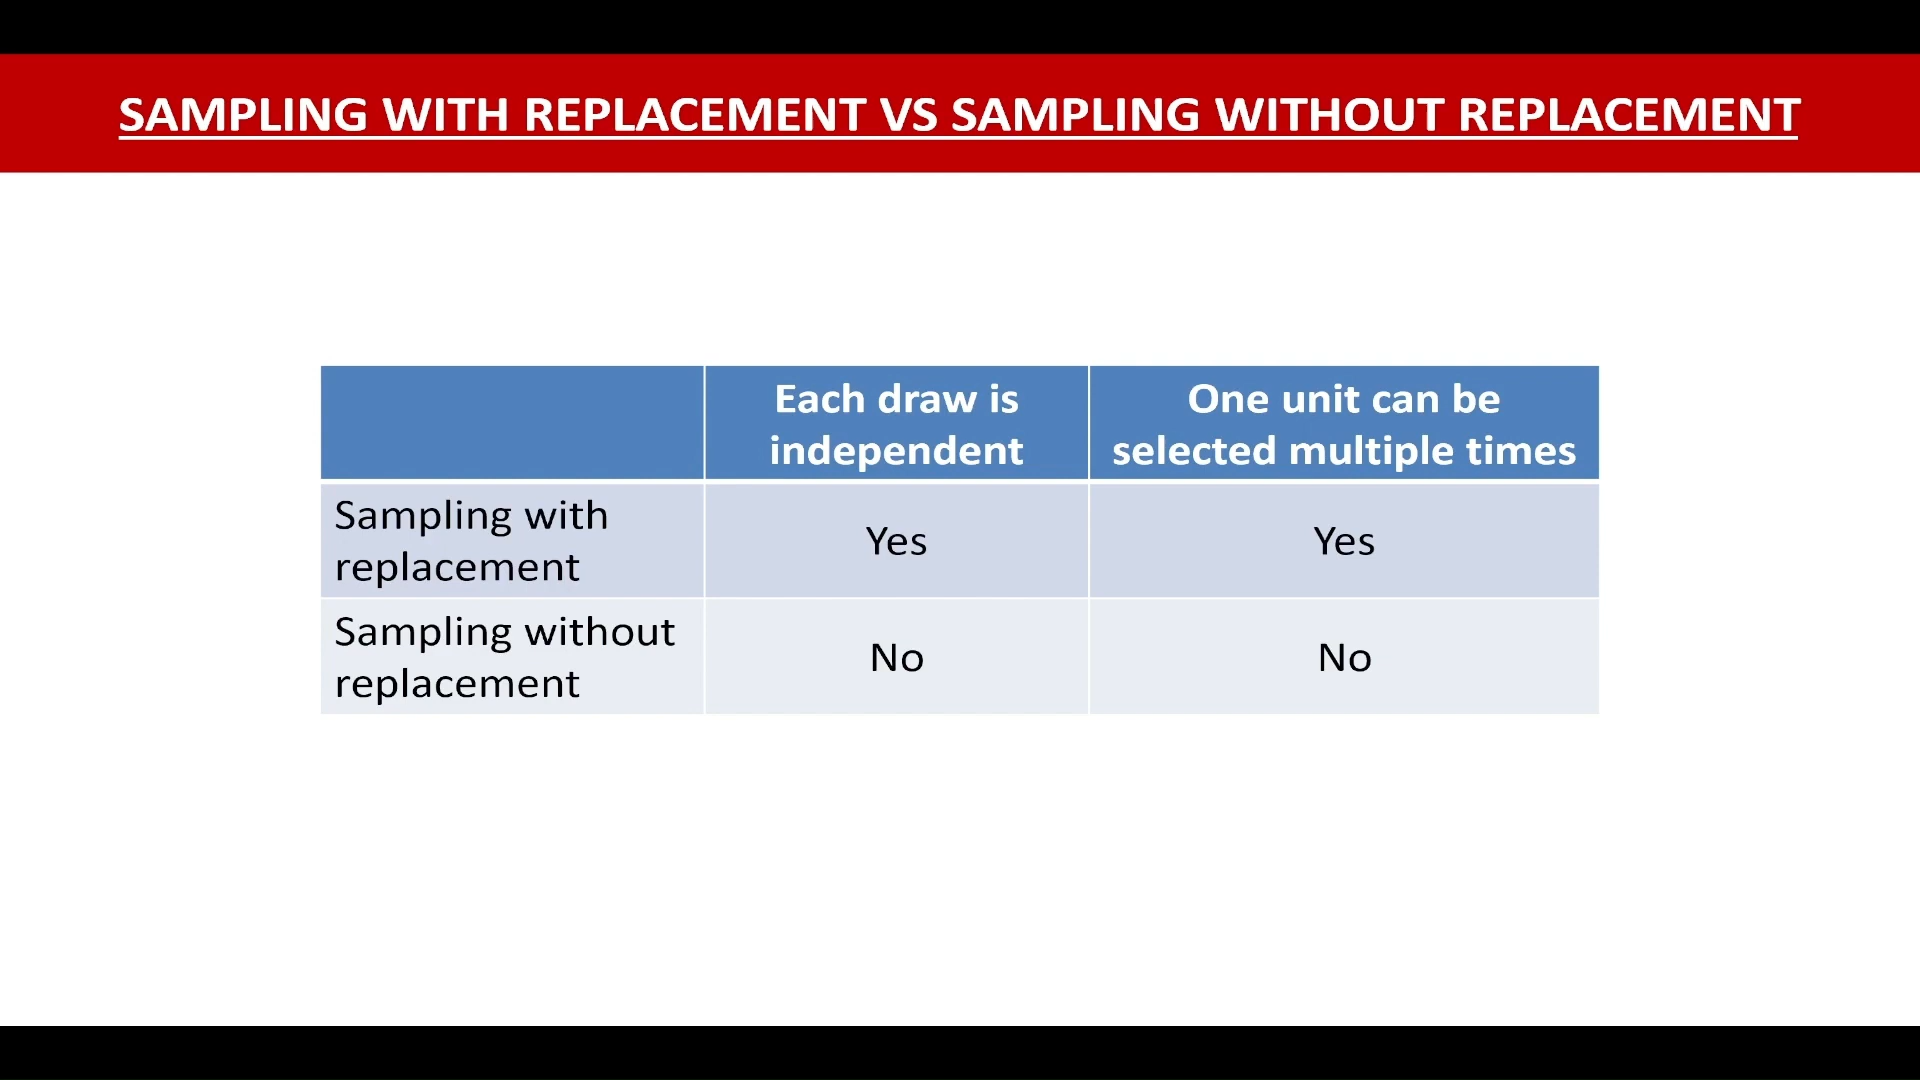 SAMPLING WITH REPLACEMENT VS SAMPLING WITHOUT REPLACEMENT
Each draw is
independent
One unit can be
selected multiple times
Sampling with
replacement
Yes
Yes
Sampling without
replacement
No
No